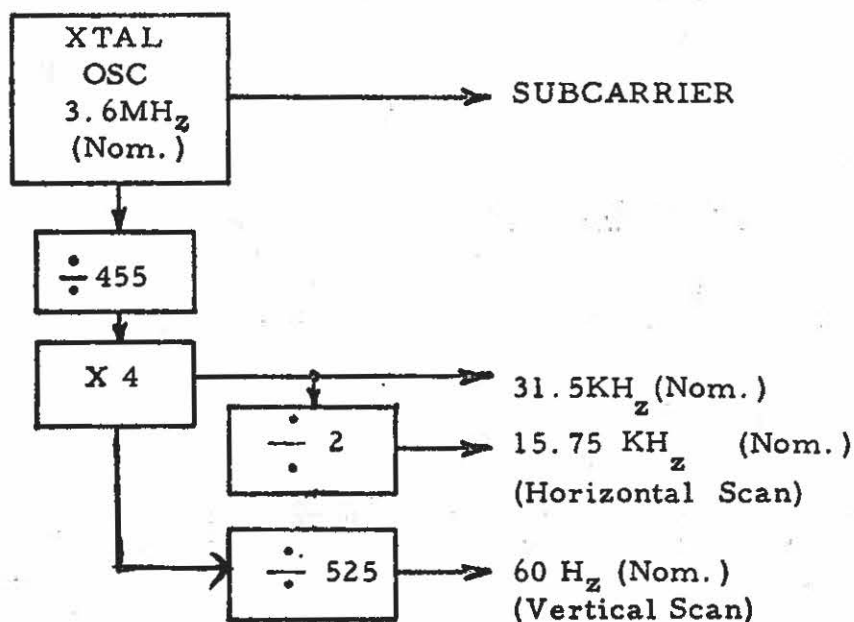 XTAL
OSC
3.6MHz
(Nom.)
SUBCARRIER
÷ 455
X 4
31.5KHz (Nom.)
÷ 2
15.75 KHz (Nom.)
(Horizontal Scan)
÷ 525
60 Hz (Nom.)
(Vertical Scan)